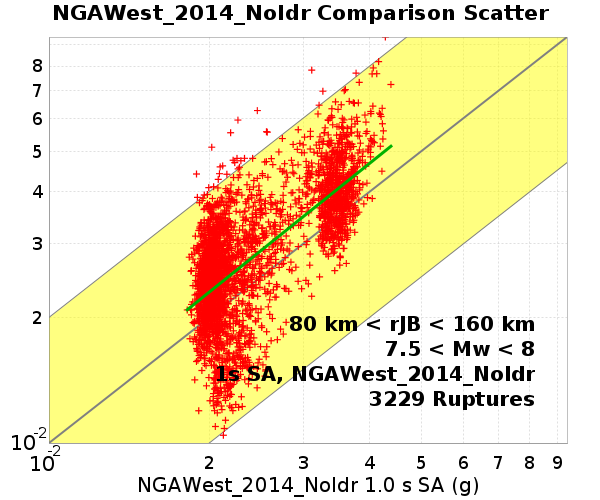 NGAWest_2014_NoIdr Comparison Scatter
8
7
6
5
4
3
2
10-2
80 km < rJB < 160 km
7.5 < Mw < 8
1s SA, NGAWest_2014_NoIdr
3229 Ruptures
10-2 2 3 4 5 6 7 8 9
NGAWest_2014_NoIdr 1.0 s SA (g)